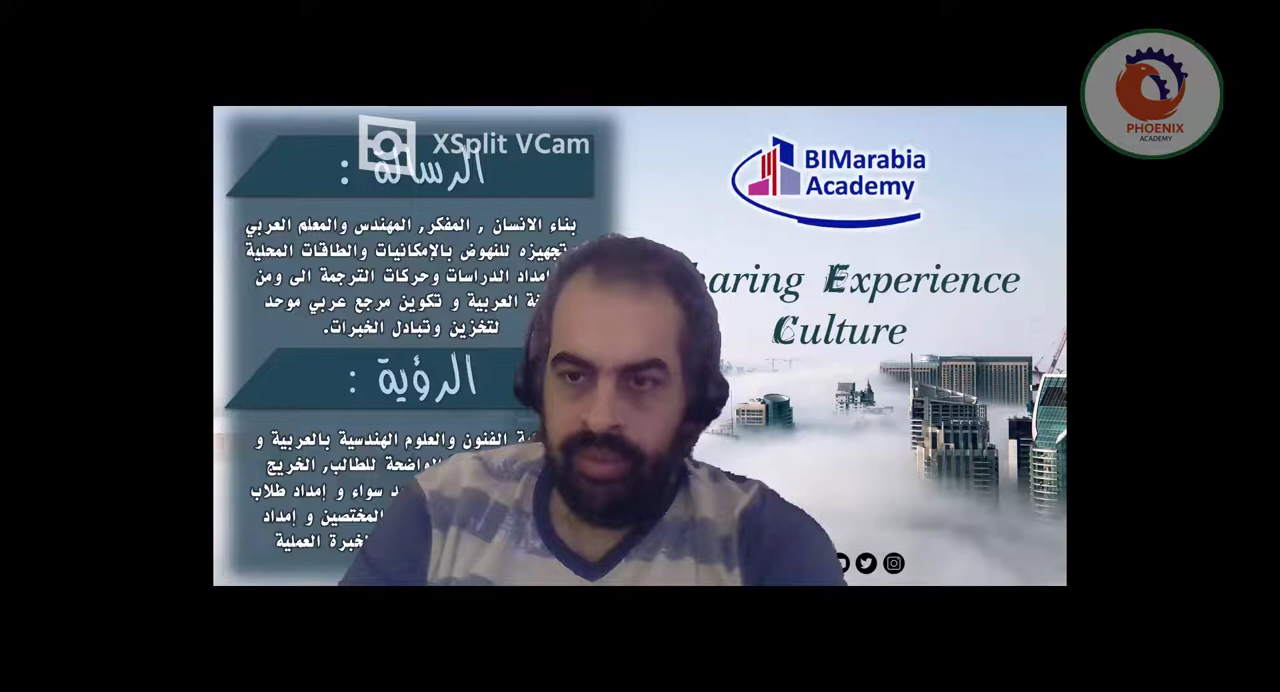 PHOENIX
ACADEMY
XSplit VCam
الرسالة :
بناء الانسان , المفكر, المهندس والمعلم العربي
تجهيزه للنهوض بالإمكانيات والطاقات المحلية
امداد الدراسات وحركات الترجمة الى ومن
العربية و تكوين مرجع عربي موحد
لتخزين وتبادل الخبرات.
الرؤية :
الفنون والعلوم الهندسية بالعربية و
الواضحة للطالب, الخريج
سواء و إمداد طلاب
المختصين و إمداد
العملية
BIMarabia
Academy
Experience
Culture